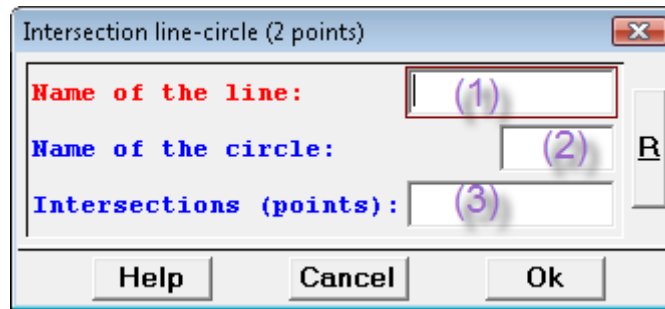 Intersection line-circle (2 points)
Name of the line: (1)
Name of the circle: (2)
R
Intersections (points): (3)
Help Cancel Ok